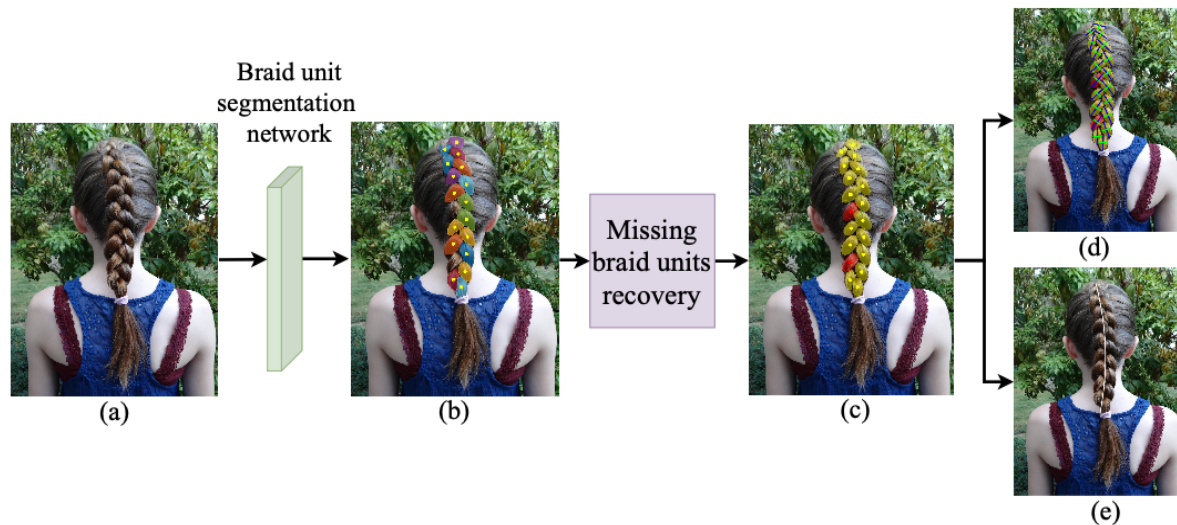 Braid unit
segmentation
network
(a)
(b)
Missing
braid units
recovery
(c)
(d)
(e)